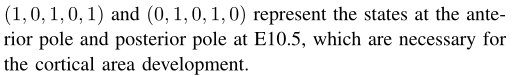 (1, 0, 1, 0, 1) and (0, 1, 0, 1, 0) represent the states at the ante-
rior pole and posterior pole at E10.5, which are necessary for
the cortical area development.